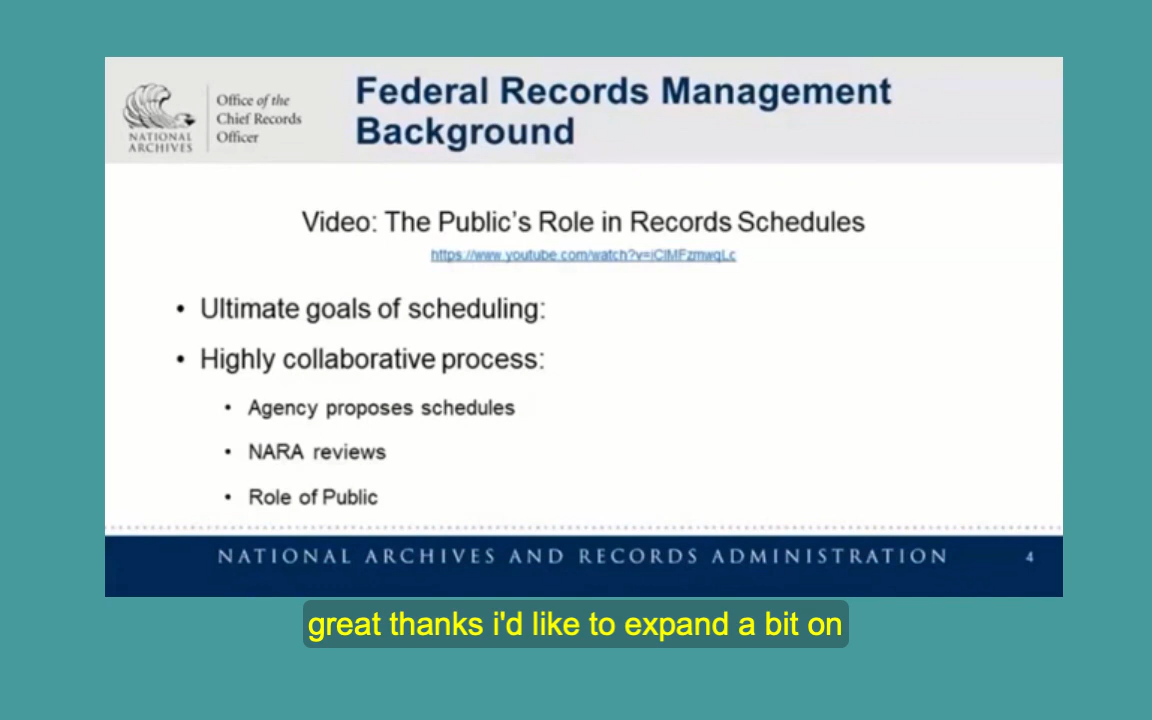 Office of the
Chief Records
Officer
NATIONAL
ARCHIVES
Federal Records Management
Background
Video: The Public's Role in Records Schedules
• Ultimate goals of scheduling:
• Highly collaborative process:
• Agency proposes schedules
• NARA reviews
• Role of Public
NATIONAL ARCHIVES AND RECORDS ADMINISTRATION
4
great thanks i'd like to expand a bit on